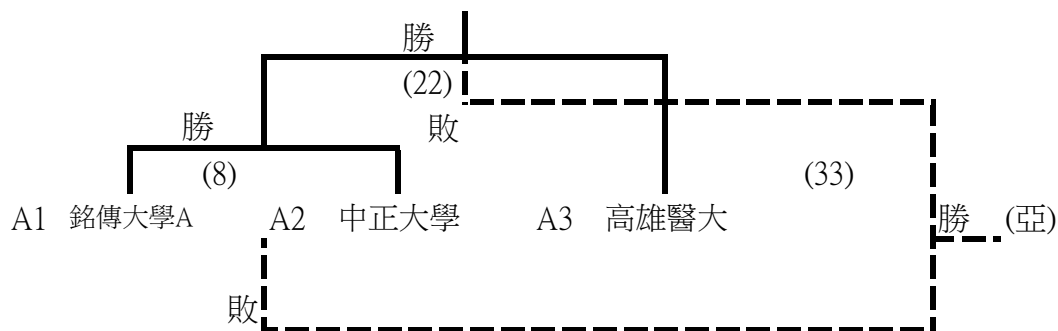 勝
(22)
敗
勝
(8)
(33)
A1 銘傳大學A A2 中正大學 A3 高雄醫大
勝 (亞)
敗